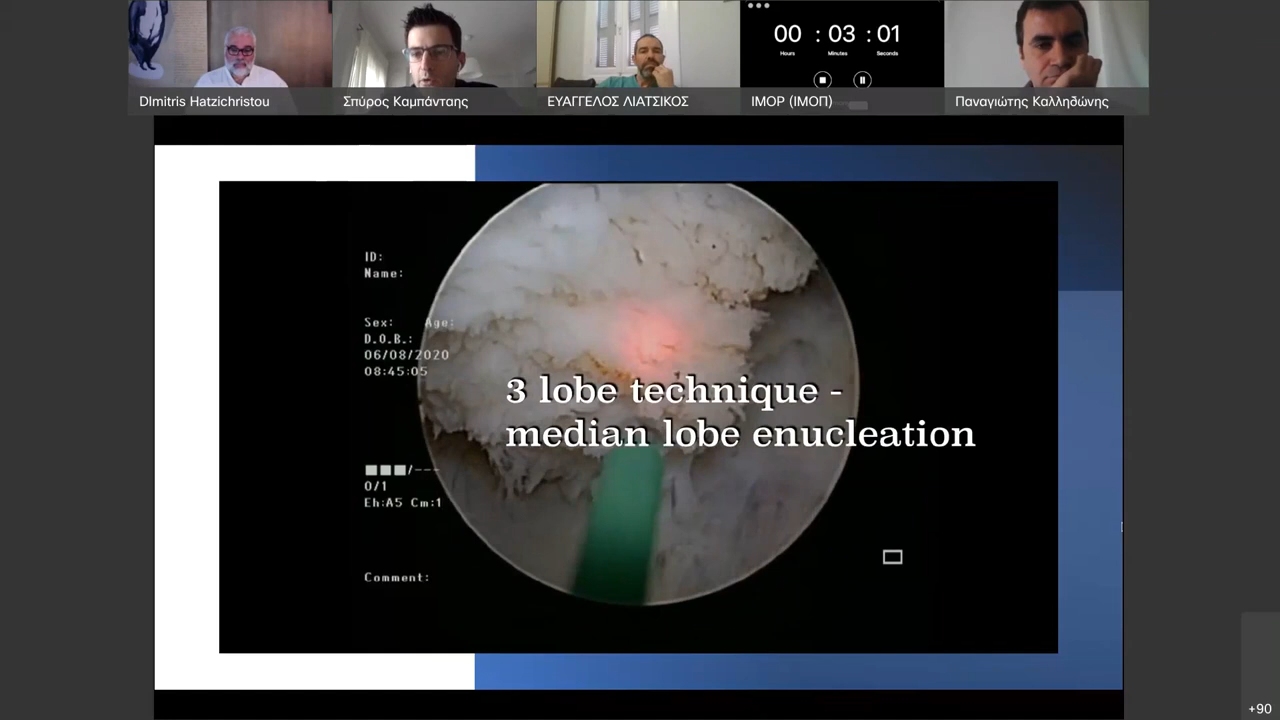 00 : 03 : 01
Hours Minutes Seconds
DImitris Hatzichristou
Σπύρος Καμπάνταης
ΕΥΑΓΓΕΛΟΣ ΛΙΑΤΣΙΚΟΣ
IMOP (ΙΜΟΠ)
Παναγιώτης Καλληδώνης
ID:
Name:
Sex: Age:
D.O.B.:
06/08/2020
08:45:05
3 lobe technique -
median lobe enucleation
■■■/---
0/1
Eh:A5 Cm:1
Comment:
+90